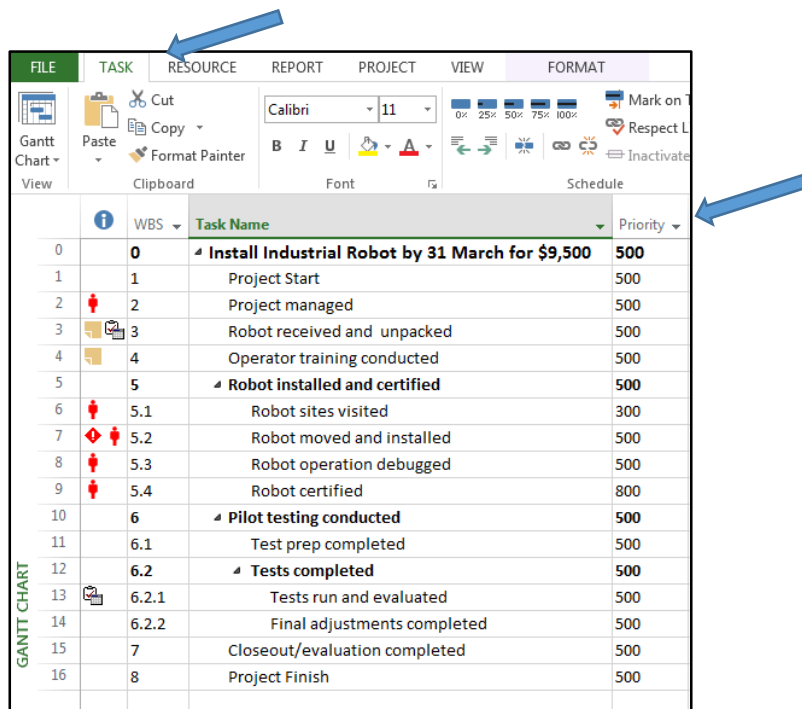 FILE TASK RESOURCE REPORT PROJECT VIEW FORMAT
Gantt Chart
Paste
Cut
Copy
Format Painter
Calibri 11
B I U A
0% 25% 50% 75% 100%
Mark on T
Respect L
Inactivate
View Clipboard Font Schedule
WBS Task Name Priority
0 0 Install Industrial Robot by 31 March for $9,500 500
1 1 Project Start 500
2 2 Project managed 500
3 3 Robot received and unpacked 500
4 4 Operator training conducted 500
5 5 Robot installed and certified 500
6 5.1 Robot sites visited 300
7 5.2 Robot moved and installed 500
8 5.3 Robot operation debugged 500
9 5.4 Robot certified 800
10 6 Pilot testing conducted 500
11 6.1 Test prep completed 500
12 6.2 Tests completed 500
13 6.2.1 Tests run and evaluated 500
14 6.2.2 Final adjustments completed 500
15 7 Closeout/evaluation completed 500
16 8 Project Finish 500
GANTT CHART